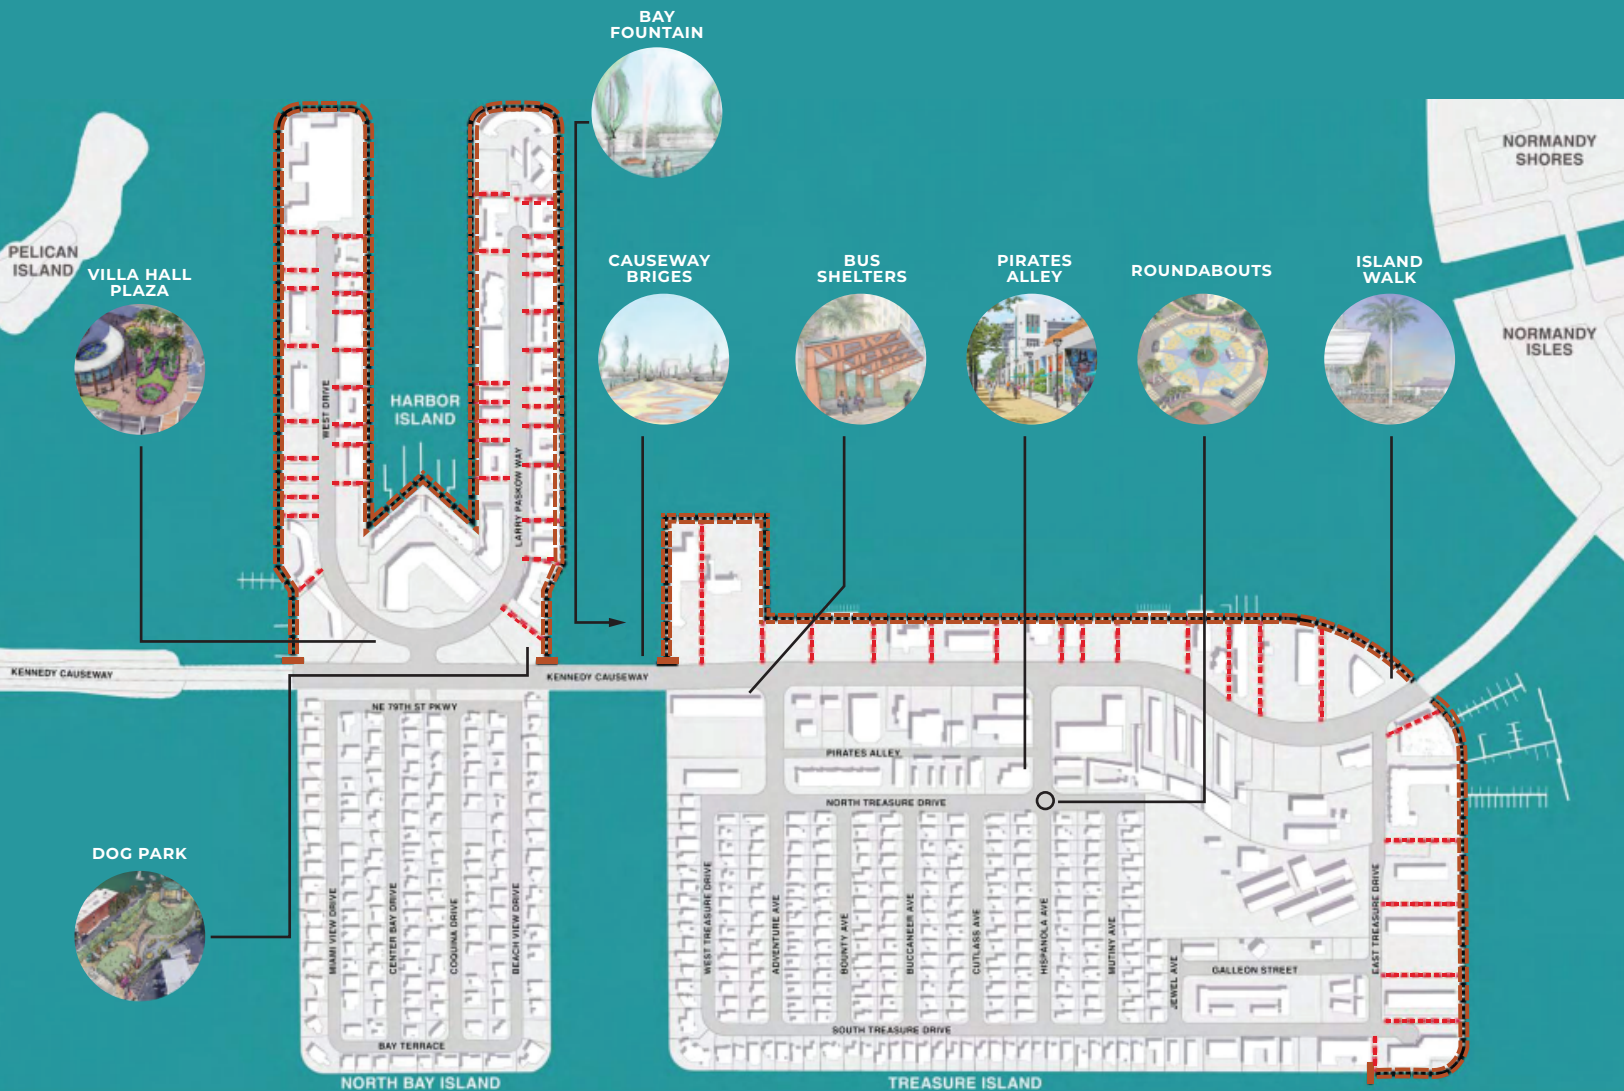 BAY
FOUNTAIN
NORMANDY
SHORES
PELICAN
ISLAND
VILLA HALL
PLAZA
CAUSEWAY
BRIGES
BUS
SHELTERS
PIRATES
ALLEY
ROUNDABOUTS
ISLAND
WALK
NORMANDY
ISLES
WEST DRIVE
HARBOR
ISLAND
LARRY PASKOW WAY
KENNEDY CAUSEWAY
KENNEDY CAUSEWAY
NE 79TH ST PKWY
PIRATES ALLEY
NORTH TREASURE DRIVE
DOG PARK
MIAMI VIEW DRIVE
CENTER BAY DRIVE
COQUINA DRIVE
BEACH VIEW DRIVE
WEST TREASURE DRIVE
ADVENTURE AVE
BOUNTY AVE
BUCCANEER AVE
CUTLASS AVE
HISPANOLA AVE
MUTINY AVE
JEWEL AVE
GALLEON STREET
EAST TREASURE DRIVE
SOUTH TREASURE DRIVE
BAY TERRACE
NORTH BAY ISLAND
TREASURE ISLAND